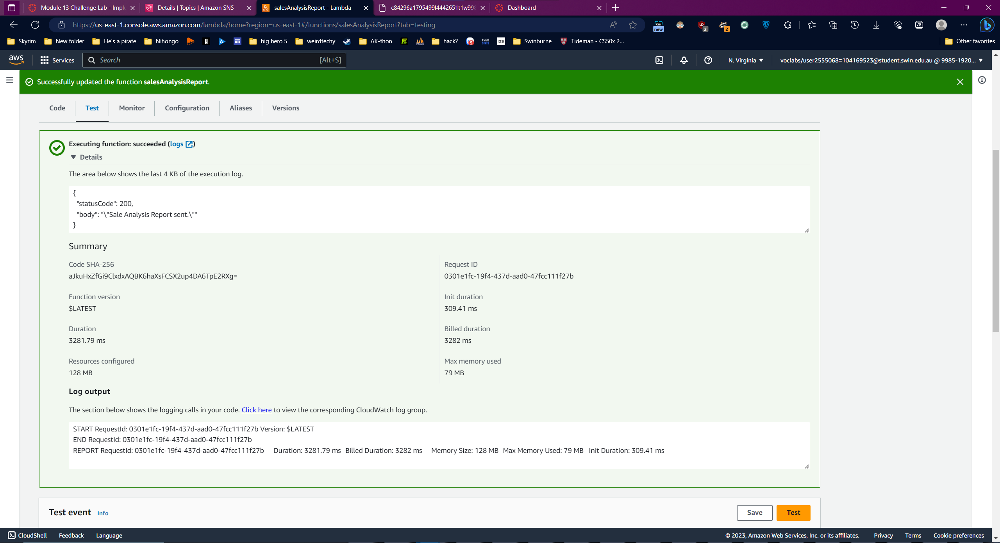 Module 13 Challenge Lab - Imple
Details | Topics | Amazon SNS
salesAnalysisReport - Lambda
Dashboard
https://us-east-1.console.aws.amazon.com/lambda/home?region=us-east-1#/functions/salesAnalysisReport?tab=testing
new
2
2
Skyrim
New folder
He's a pirate
Nihongo
big hero 5
weirdtechy
AK-thon
hack?
DS
Swinburne
Tideman - CS50x 2...
Other favorites
aws
Services
Search
[Alt+S]
N. Virginia
voclabs/user2555068=104169523@student.swin.edu.au @ 9985-1920...
Successfully updated the function salesAnalysisReport.
Code
Test
Monitor
Configuration
Aliases
Versions
Executing function: succeeded (logs)
Details
The area below shows the last 4 KB of the execution log.
{
"statusCode": 200,
"body": "\"Sale Analysis Report sent.\""
}
Summary
Code SHA-256
aJkuHxZfGi9ClxdxAQBK6haXsFCSX2up4DA6TpE2RXg=
Request ID
0301e1fc-19f4-437d-aad0-47fcc111f27b
Function version
$LATEST
Init duration
309.41 ms
Duration
3281.79 ms
Billed duration
3282 ms
Resources configured
128 MB
Max memory used
79 MB
Log output
The section below shows the logging calls in your code. Click here to view the corresponding CloudWatch log group.
START RequestId: 0301e1fc-19f4-437d-aad0-47fcc111f27b Version: $LATEST
END RequestId: 0301e1fc-19f4-437d-aad0-47fcc111f27b
REPORT RequestId: 0301e1fc-19f4-437d-aad0-47fcc111f27b Duration: 3281.79 ms Billed Duration: 3282 ms Memory Size: 128 MB Max Memory Used: 79 MB Init Duration: 309.41 ms
Test event Info
Save
Test
CloudShell
Feedback
Language
© 2023, Amazon Web Services, Inc. or its affiliates.
Privacy
Terms
Cookie preferences